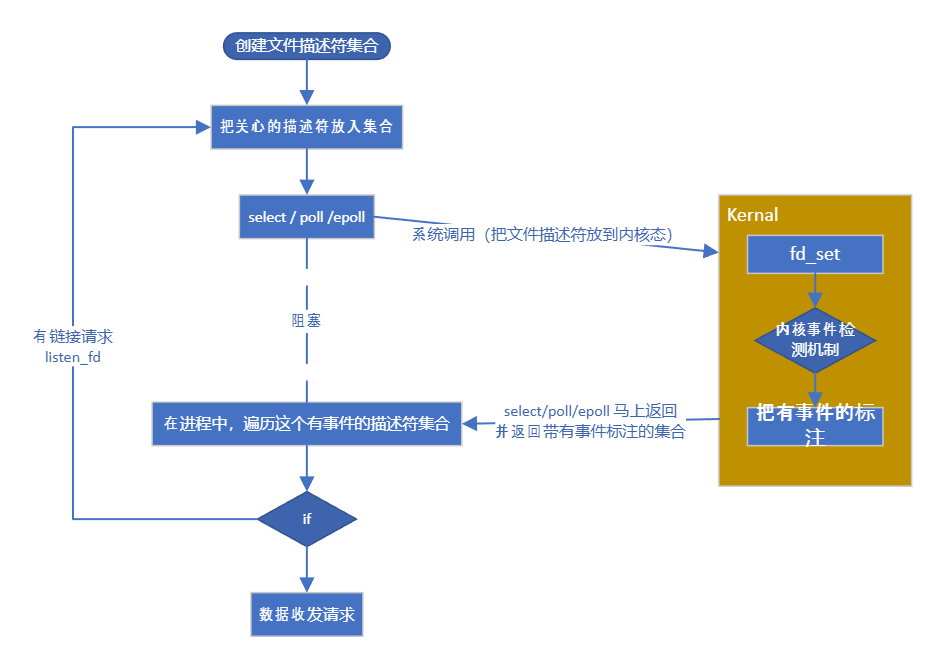 创建文件描述符集合
把关心的描述符放入集合
select / poll /epoll
系统调用（把文件描述符放到内核态）
Kernal
fd_set
内核事件检
测机制
把有事件的标
注
阻塞
有链接请求
listen_fd
select/poll/epoll 马上返回
并返回带有事件标注的集合
在进程中，遍历这个有事件的描述符集合
if
数据收发请求